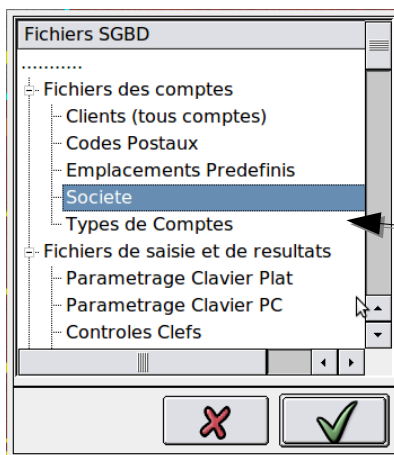 Fichiers SGBD
...........
Fichiers des comptes
Clients (tous comptes)
Codes Postaux
Emplacements Predefinis
Societe
Types de Comptes
Fichiers de saisie et de resultats
Parametrage Clavier Plat
Parametrage Clavier PC
Controles Clefs